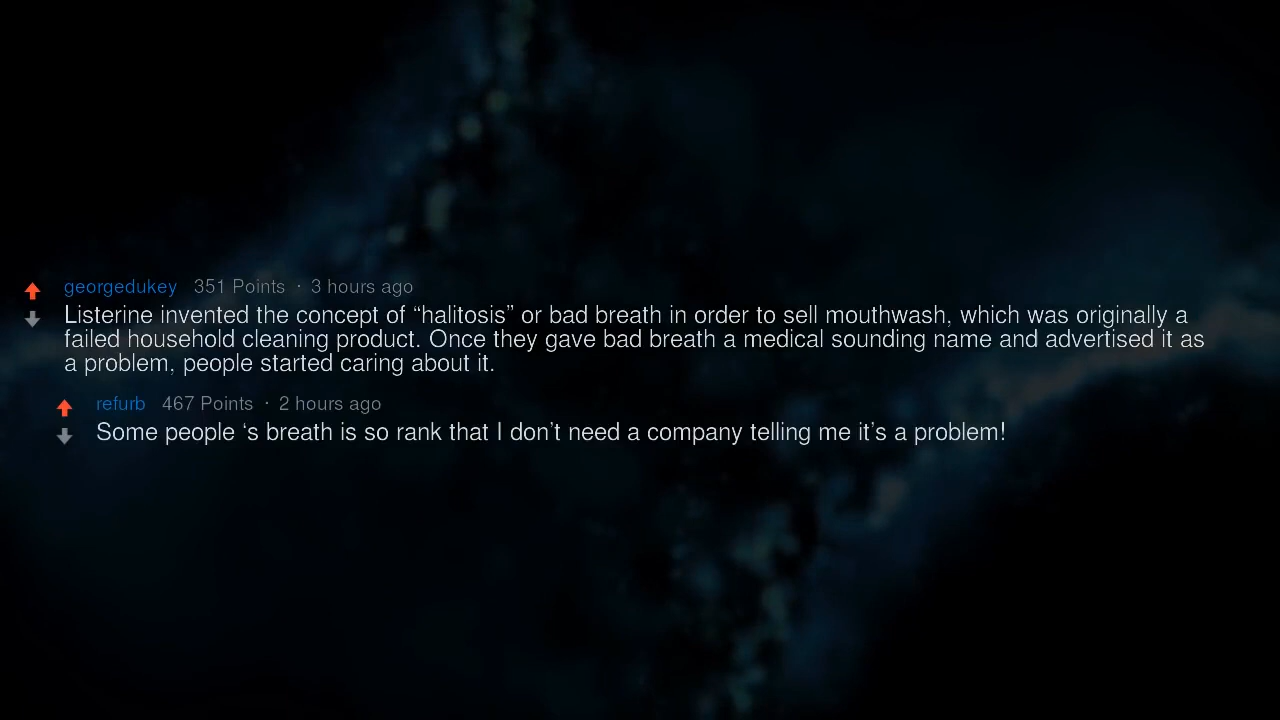 georgedukey 351 Points · 3 hours ago
Listerine invented the concept of “halitosis” or bad breath in order to sell mouthwash, which was originally a
failed household cleaning product. Once they gave bad breath a medical sounding name and advertised it as
a problem, people started caring about it.
refurb 467 Points · 2 hours ago
Some people ‘s breath is so rank that I don’t need a company telling me it’s a problem!